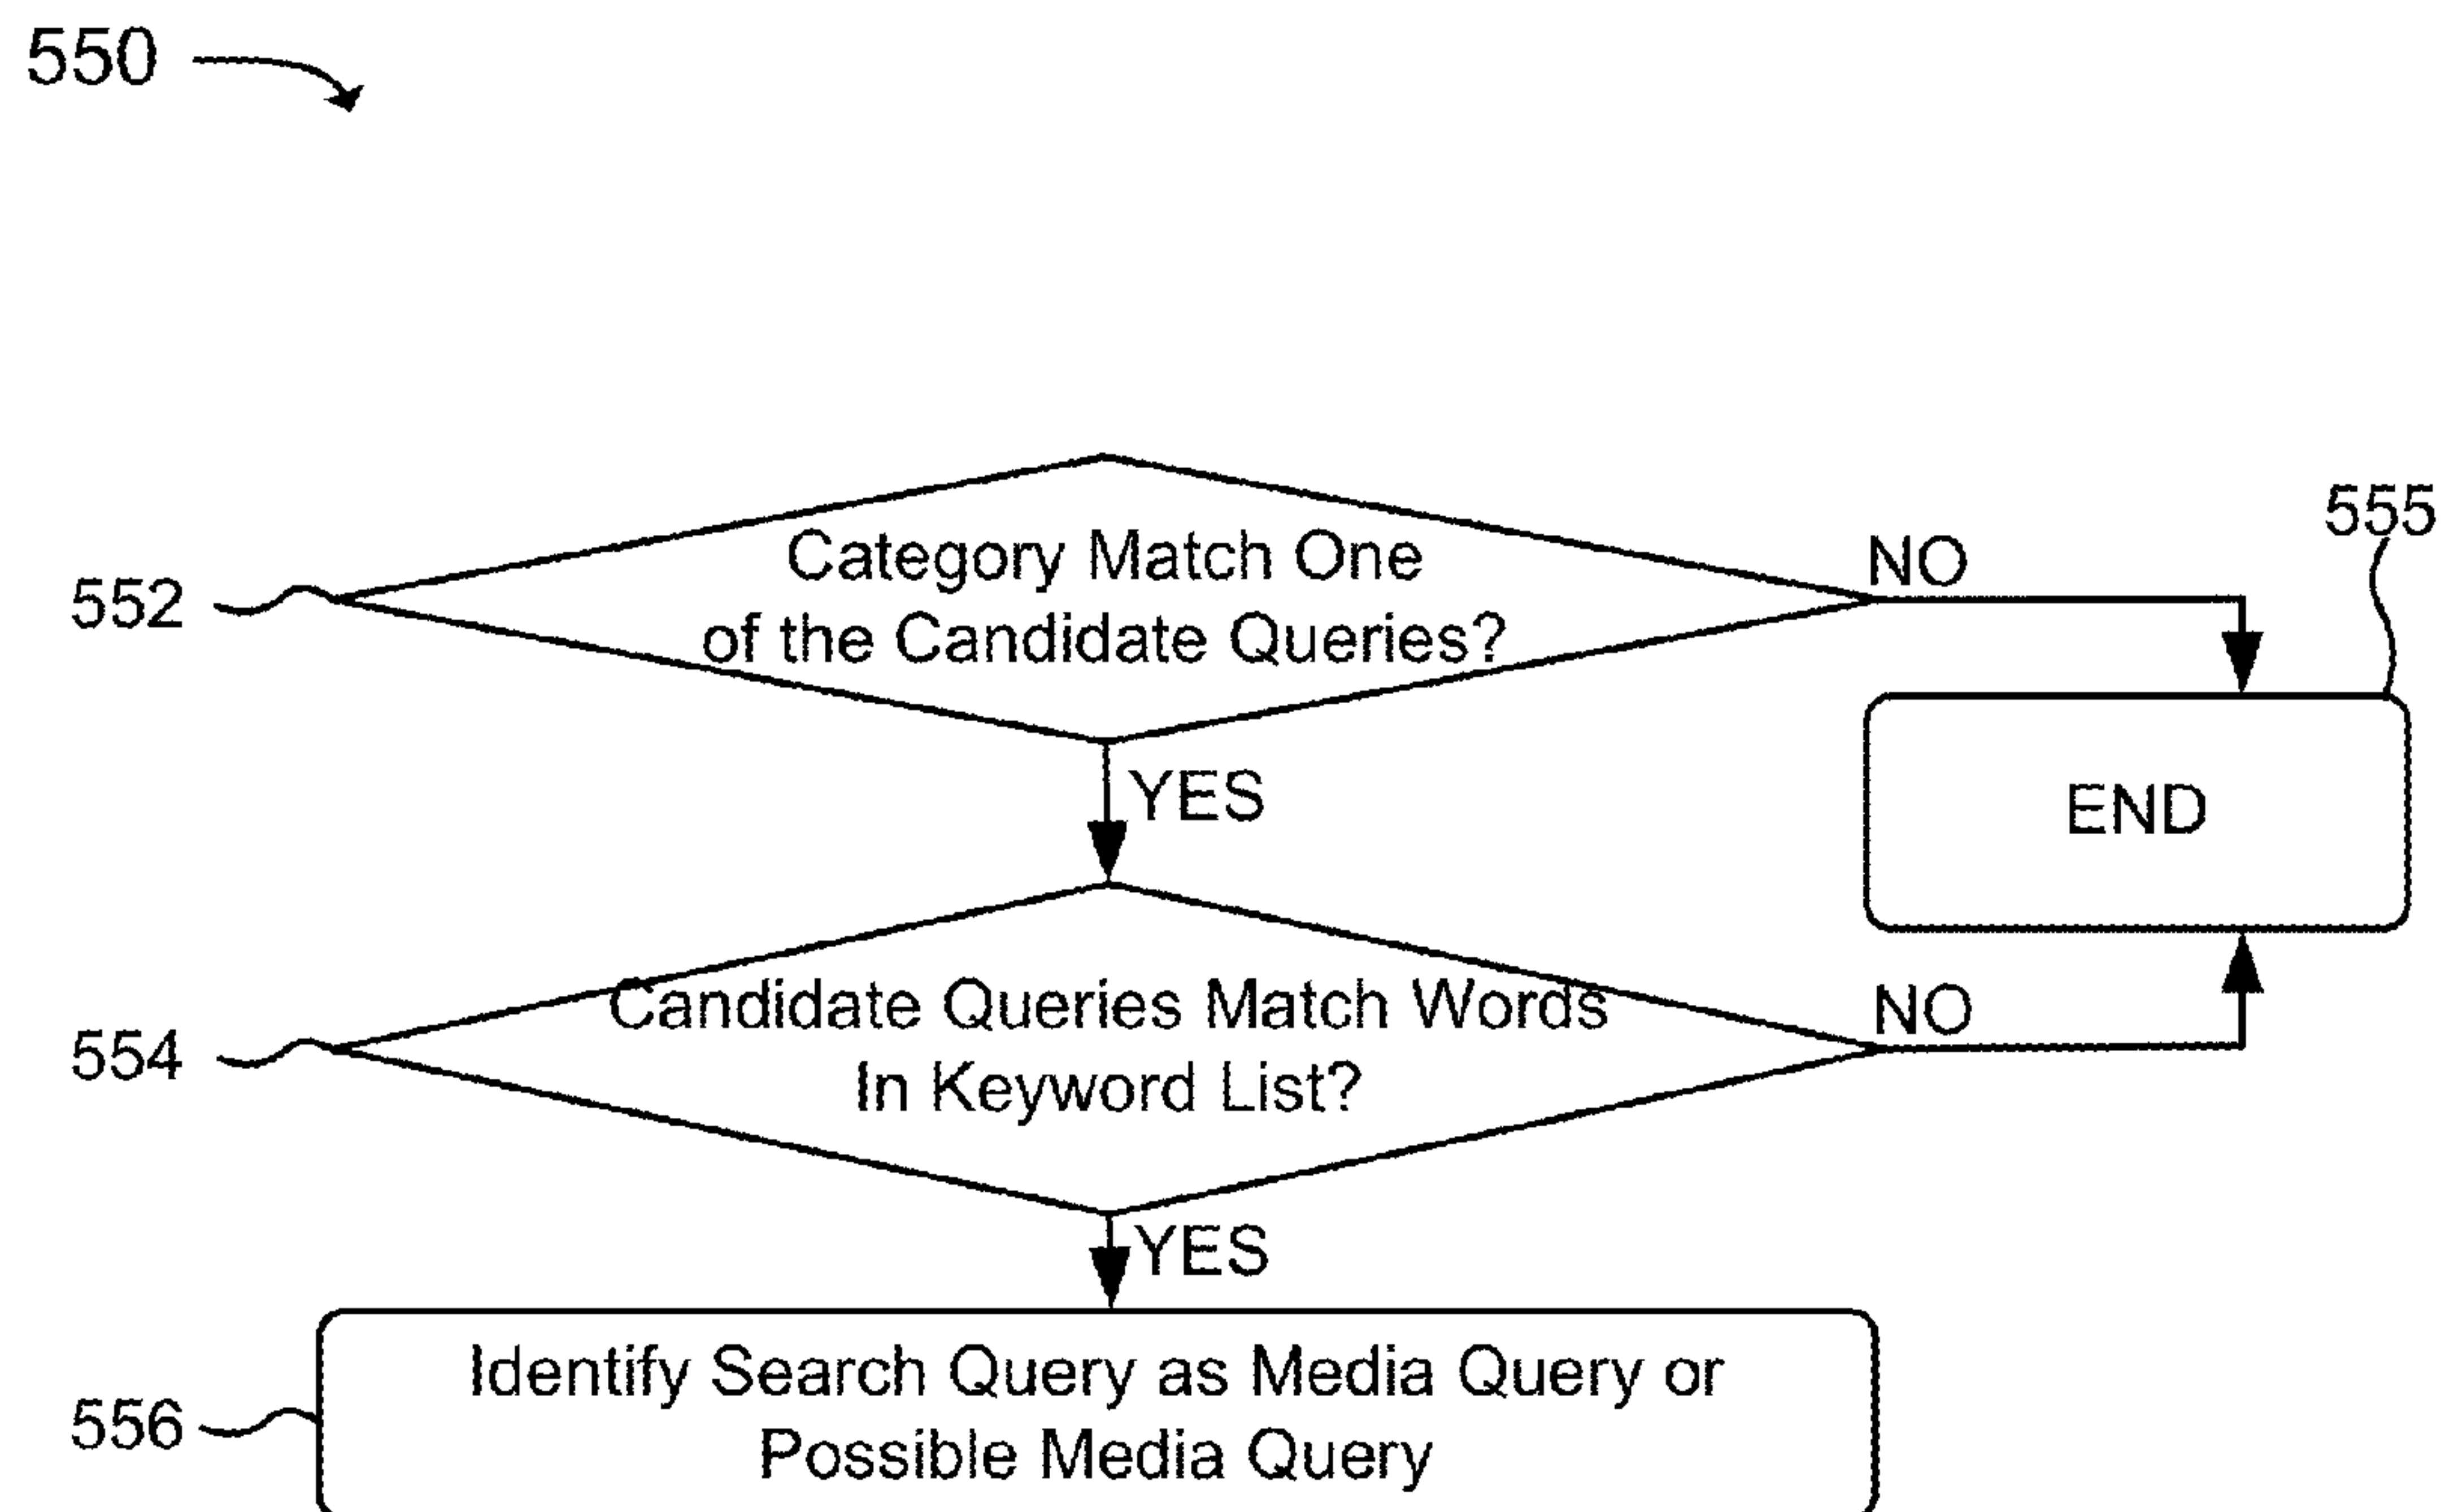 550
552
Category Match One
of the Candidate Queries?
NO
555
YES
END
554
Candidate Queries Match Words
In Keyword List?
NO
YES
556
Identify Search Query as Media Query or
Possible Media Query